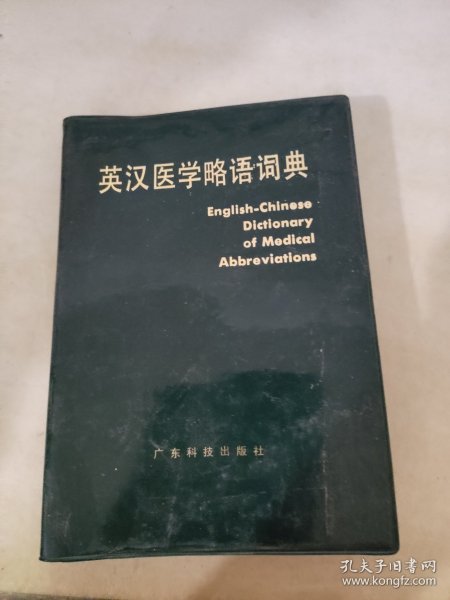 英汉医学略语词典
English-Chinese
Dictionary
of Medical
Abbreviations
广东科技出版社
孔夫子旧书网
www.kongfz.com